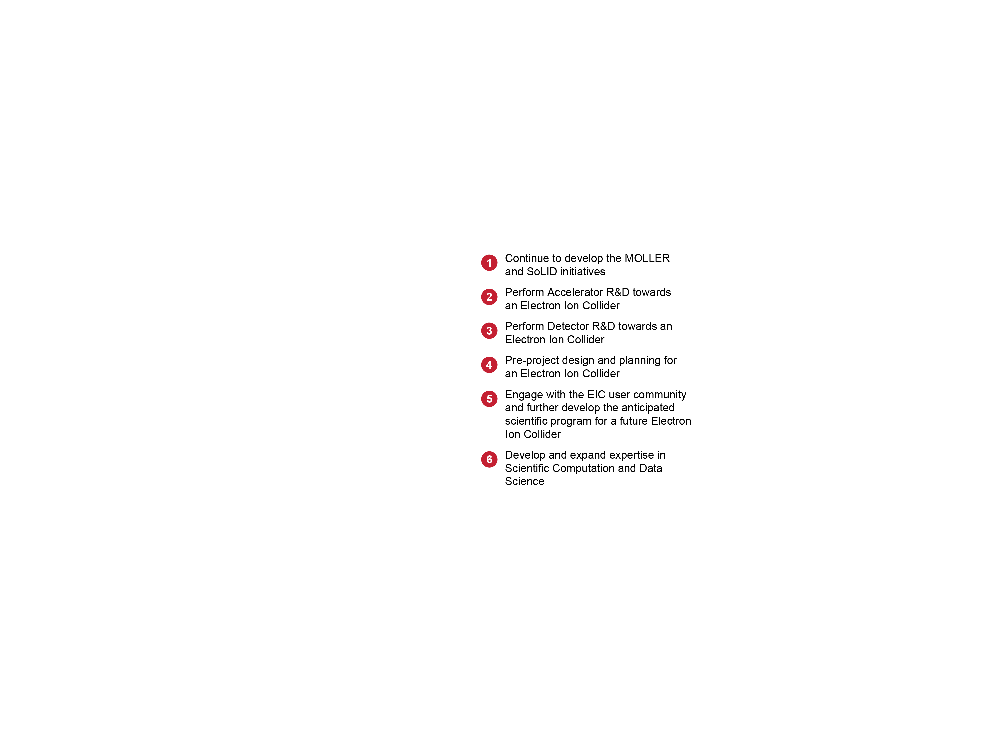 1 Continue to develop the MOLLER
and SoLID initiatives
2 Perform Accelerator R&D towards
an Electron Ion Collider
3 Perform Detector R&D towards an
Electron Ion Collider
4 Pre-project design and planning for
an Electron Ion Collider
5 Engage with the EIC user community
and further develop the anticipated
scientific program for a future Electron
Ion Collider
6 Develop and expand expertise in
Scientific Computation and Data
Science